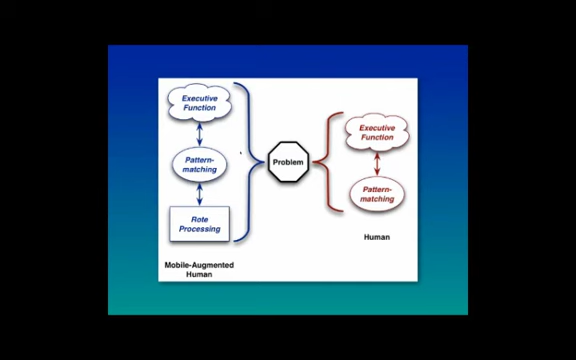 Executive
Function
Pattern-
matching
Rote
Processing
Mobile-Augmented
Human
Problem
Executive
Function
Pattern-
matching
Human